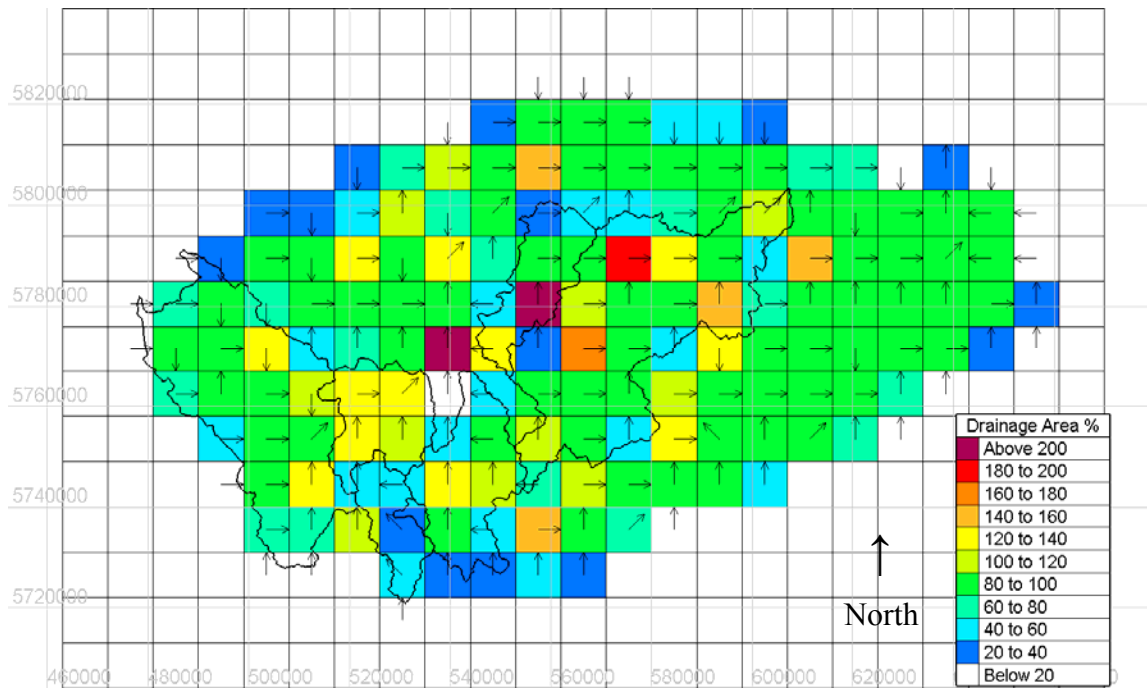 5820000
5800000
5780000
5760000
5740000
5720000
460000 480000 500000 520000 540000 560000 580000 600000 620000
North
Drainage Area %
Above 200
180 to 200
160 to 180
140 to 160
120 to 140
100 to 120
80 to 100
60 to 80
40 to 60
20 to 40
Below 20